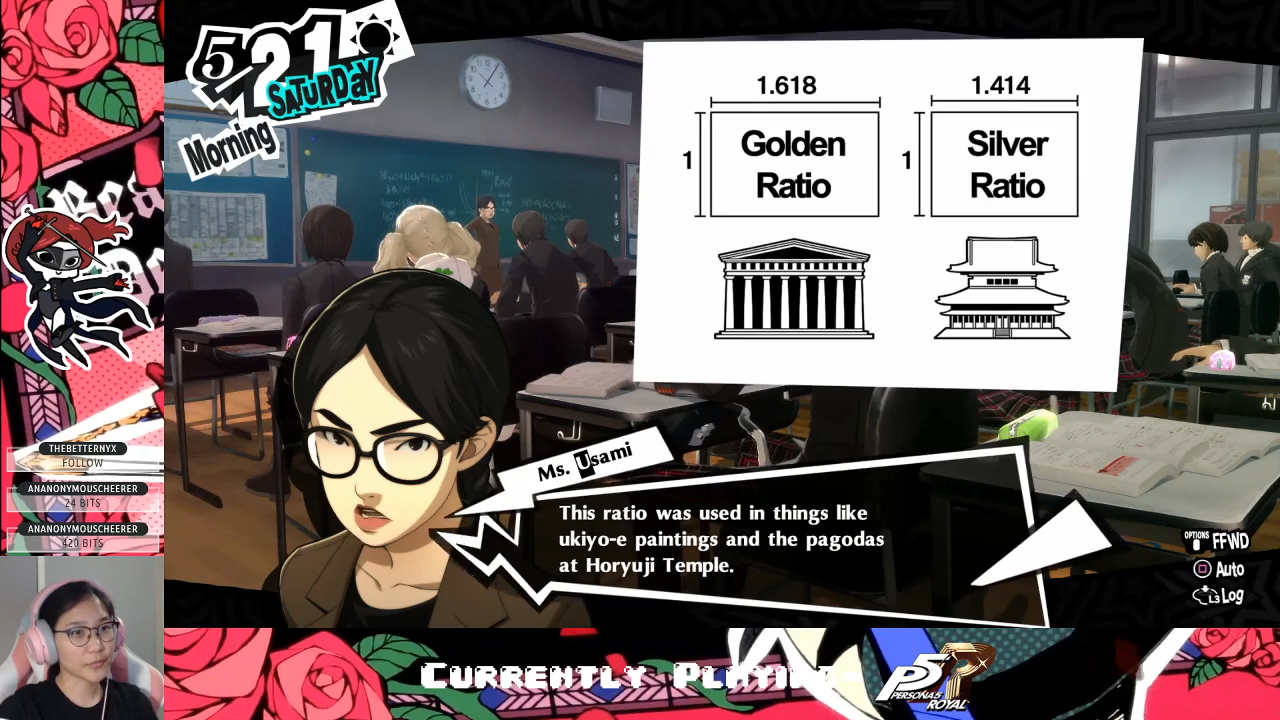 5/21
SATURDAY
Morning
1.618
1.414
1
Golden
Ratio
1
Silver
Ratio
Ms. Usami
This ratio was used in things like
ukiyo-e paintings and the pagodas
at Horyuji Temple.
OPTIONS FFWD
Auto
L3 Log
THEBETTERNYX
FOLLOW
ANANONYMOUSCHEERER
24 BITS
ANANONYMOUSCHEERER
420 BITS
Currently Playing
P5R
PERSONA5
ROYAL